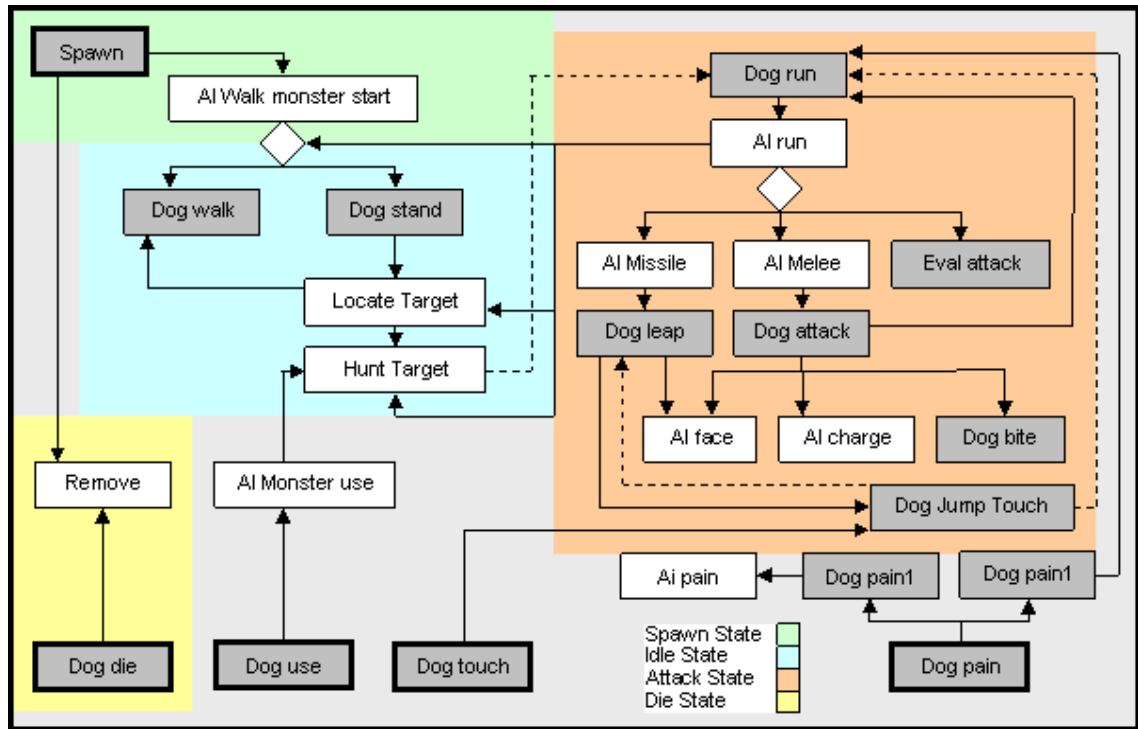 Spawn
AI Walk monster start
Dog run
AI run
Dog walk
Dog stand
AI Missile
AI Melee
Eval attack
Locate Target
Dog leap
Dog attack
Hunt Target
AI face
AI charge
Dog bite
Remove
AI Monster use
Dog Jump Touch
Ai pain
Dog pain1
Dog pain1
Spawn State
Idle State
Attack State
Die State
Dog die
Dog use
Dog touch
Dog pain